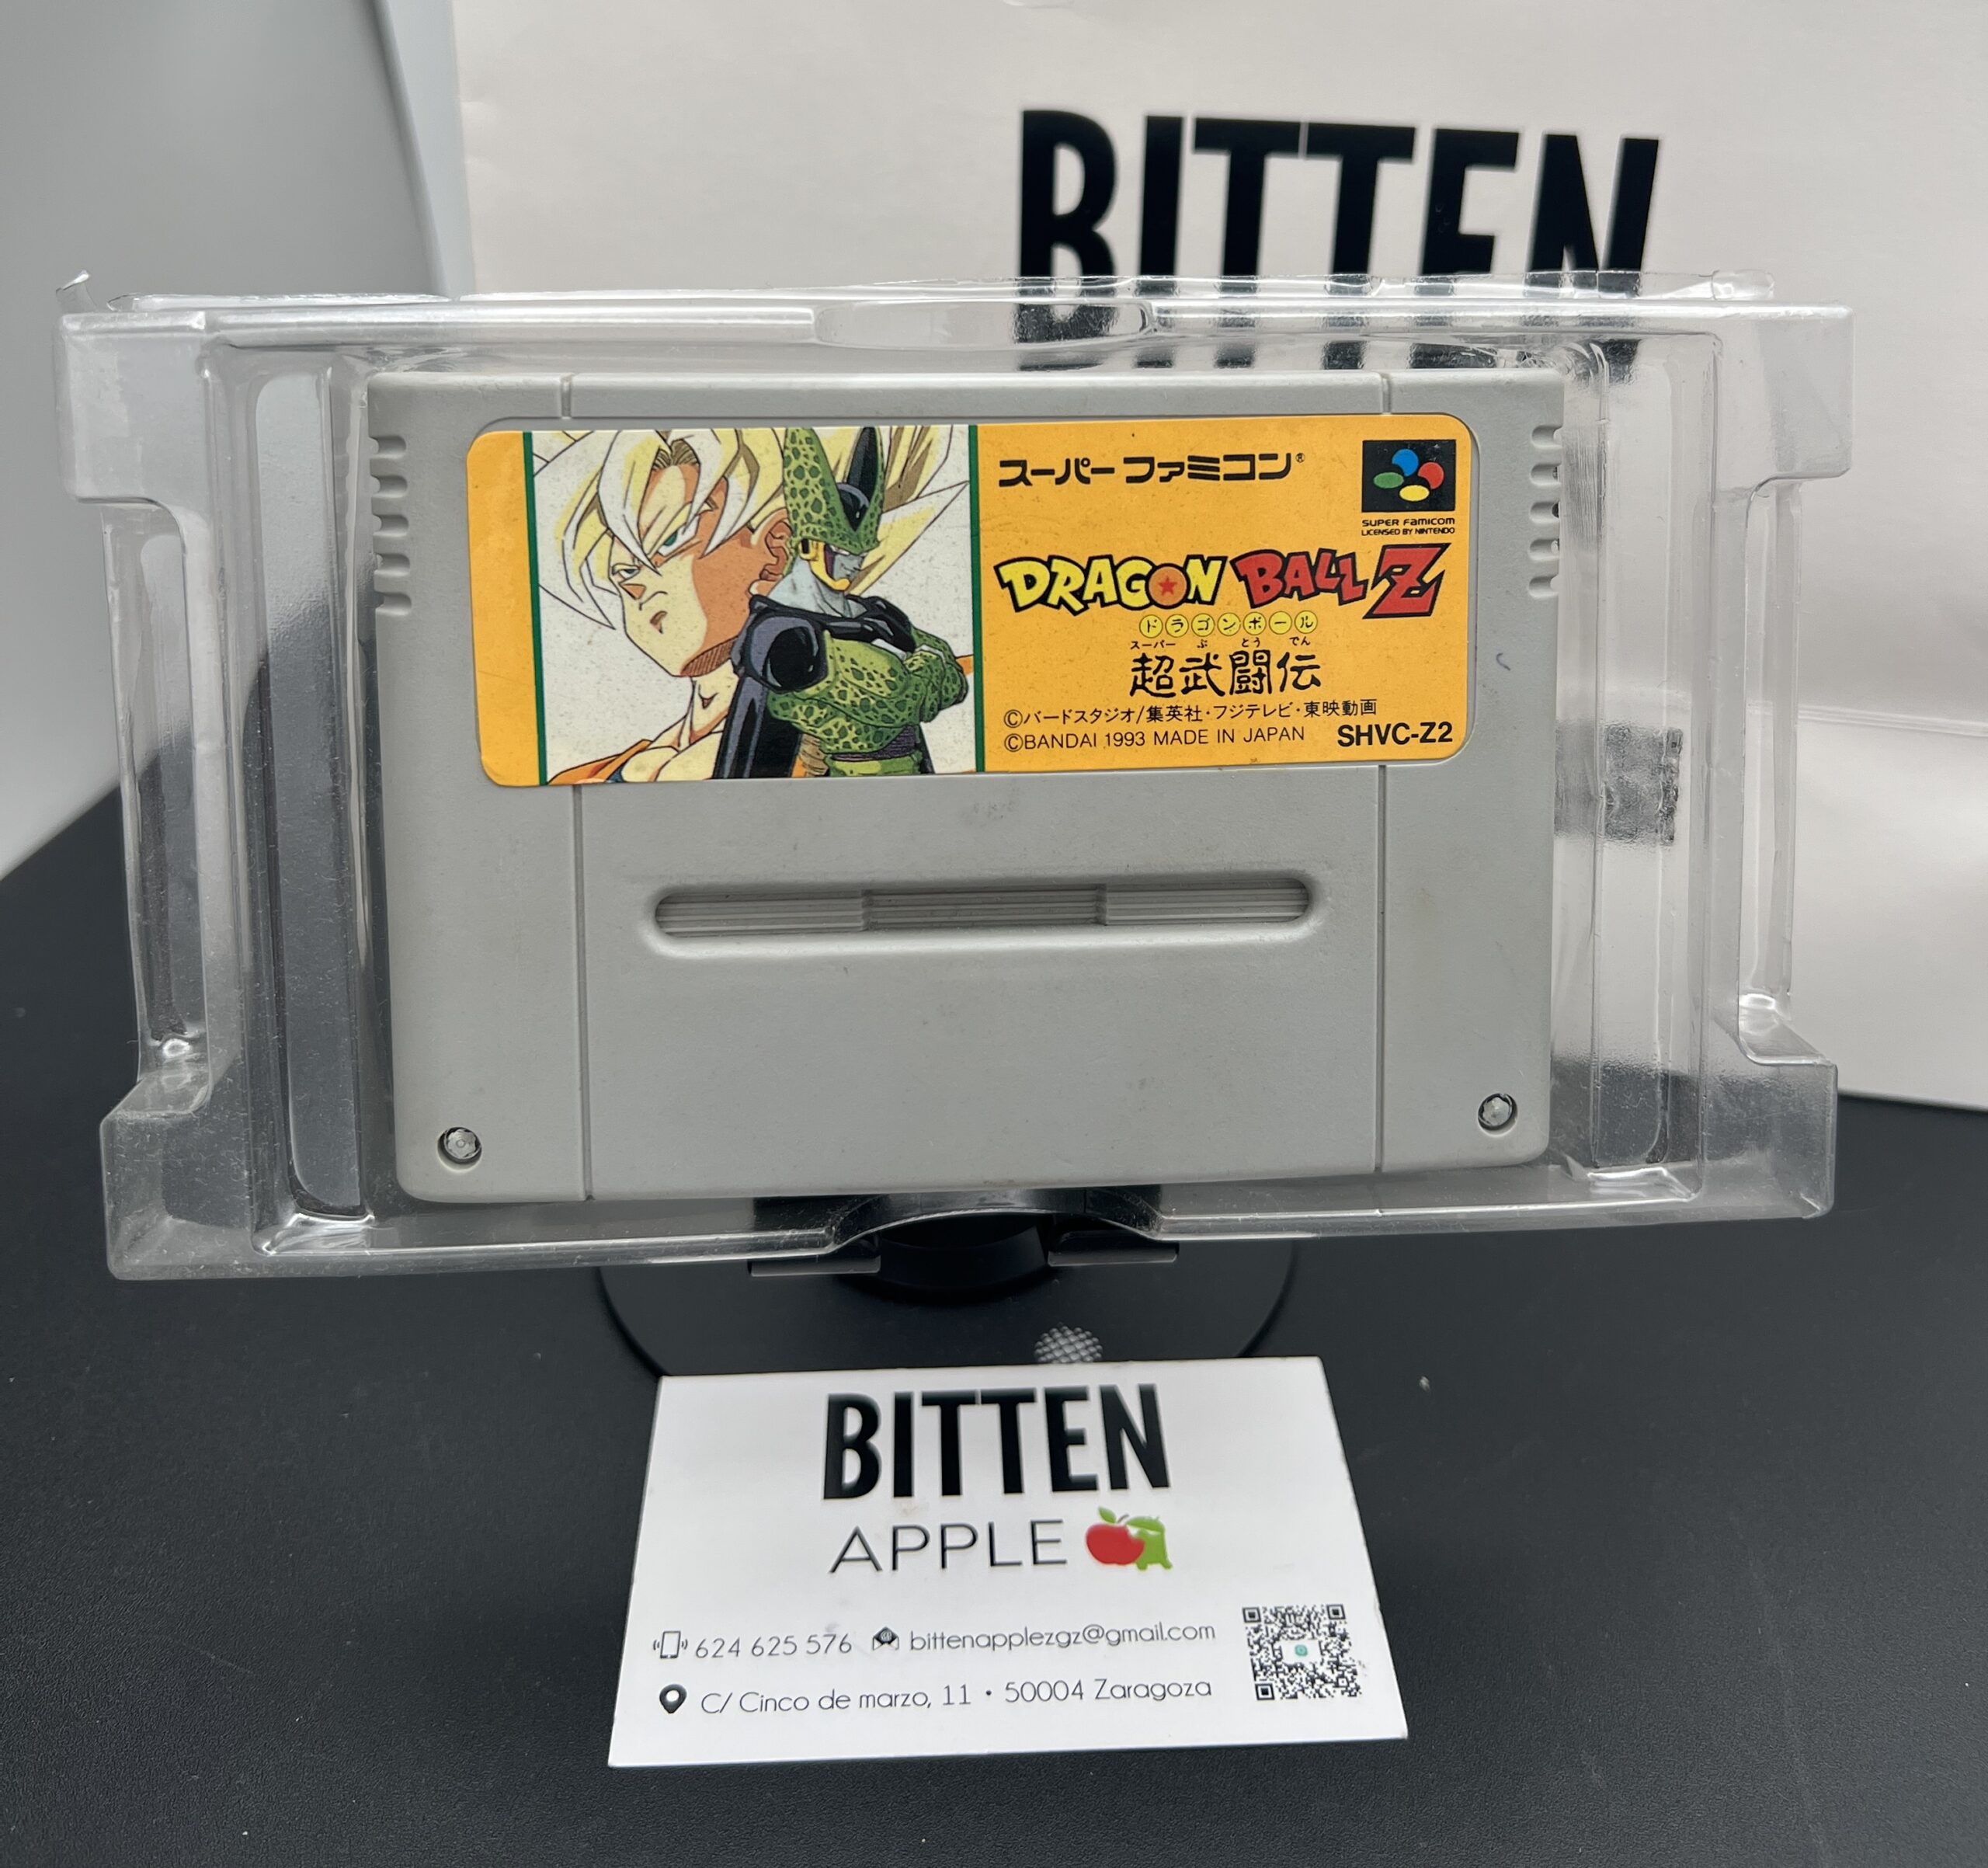 BITTEN
スーパーファミコン®
SUPER FAMICOM
LICENSED BY NINTENDO
DRAGON BALL Z
ドラゴンボール
スーパー ぶ とう でん
超武闘伝
©バードスタジオ/集英社・フジテレビ・東映動画
©BANDAI 1993 MADE IN JAPAN SHVC-Z2
BITTEN
APPLE
624 625 576 bittenapplezgz@gmail.com
C/ Cinco de marzo, 11 • 50004 Zaragoza